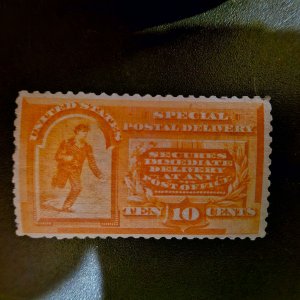 UNITED STATES
SPECIAL
POSTAL DELIVERY
SECURES
IMMEDIATE
DELIVERY
AT ANY
POST OFFICE
TEN 10 CENTS